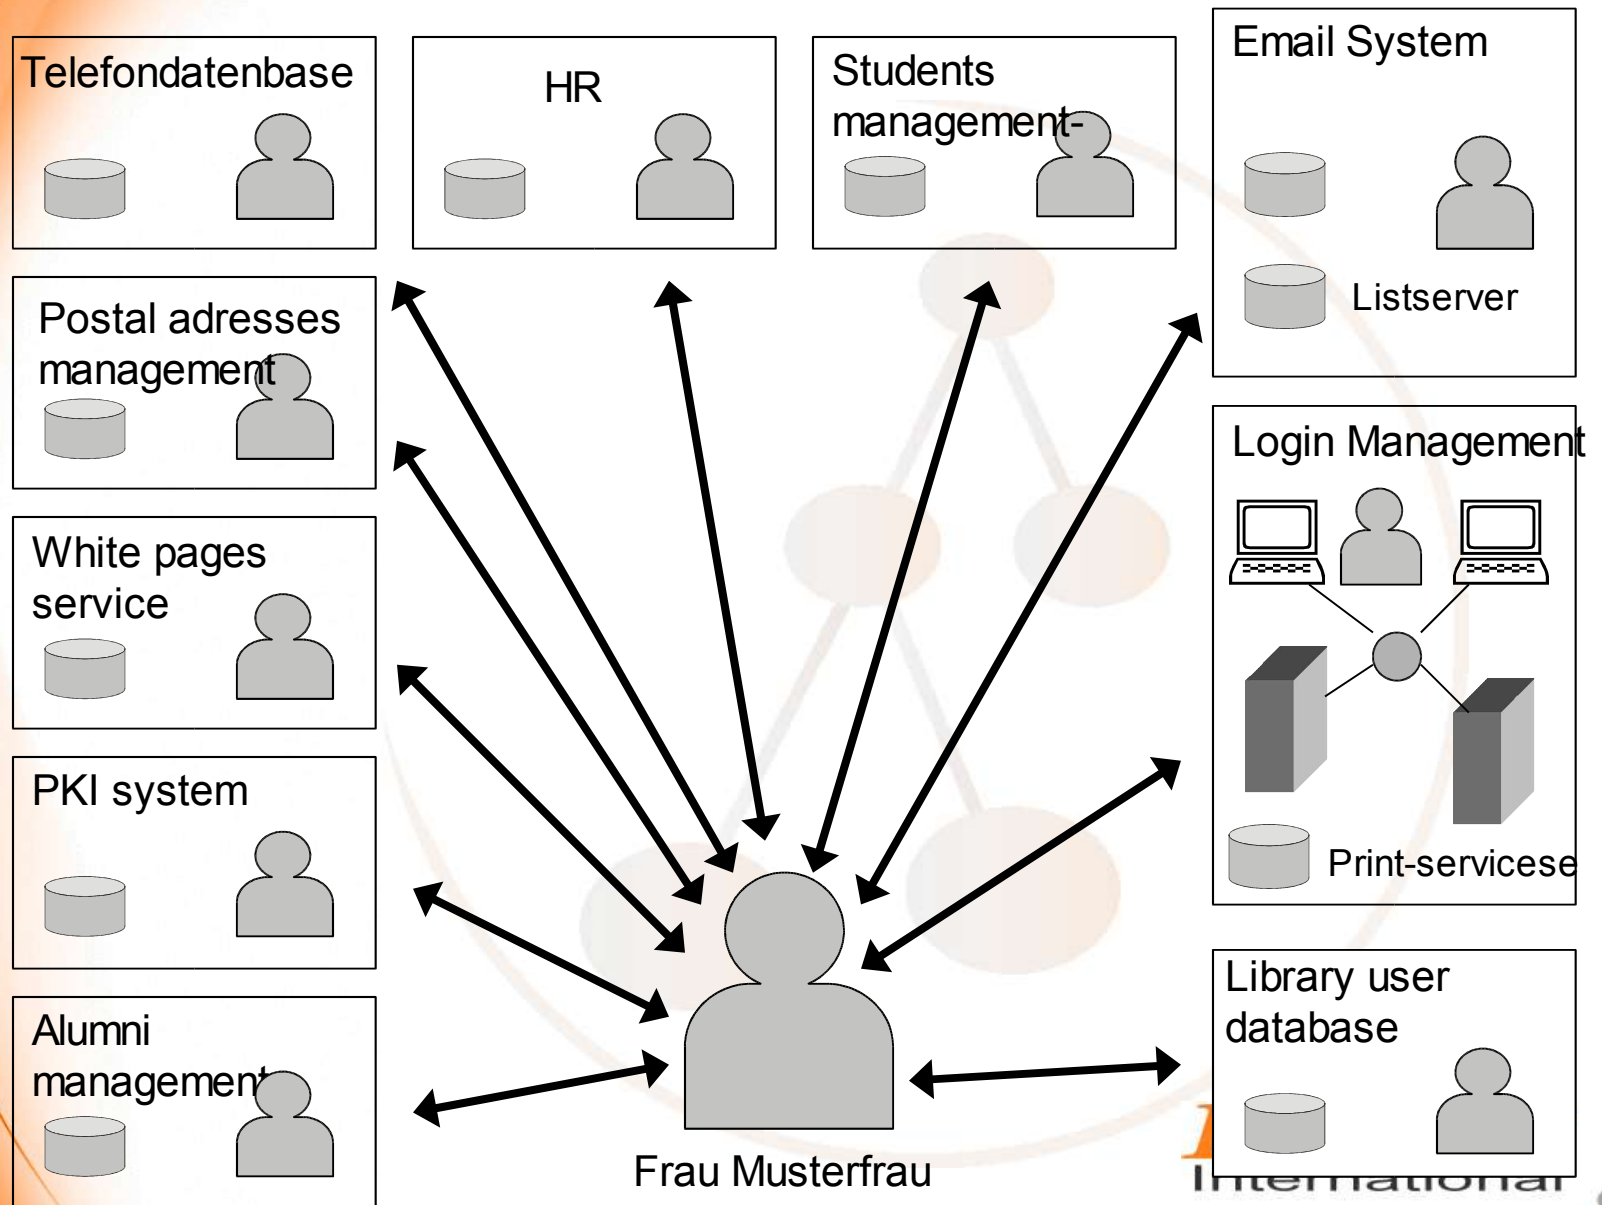 Telefondatenbase
HR
Students
management-
Email System
Listserver
Postal adresses
management
Login Management
Print-servicese
White pages
service
PKI system
Alumni
management
Library user
database
Frau Musterfrau
International